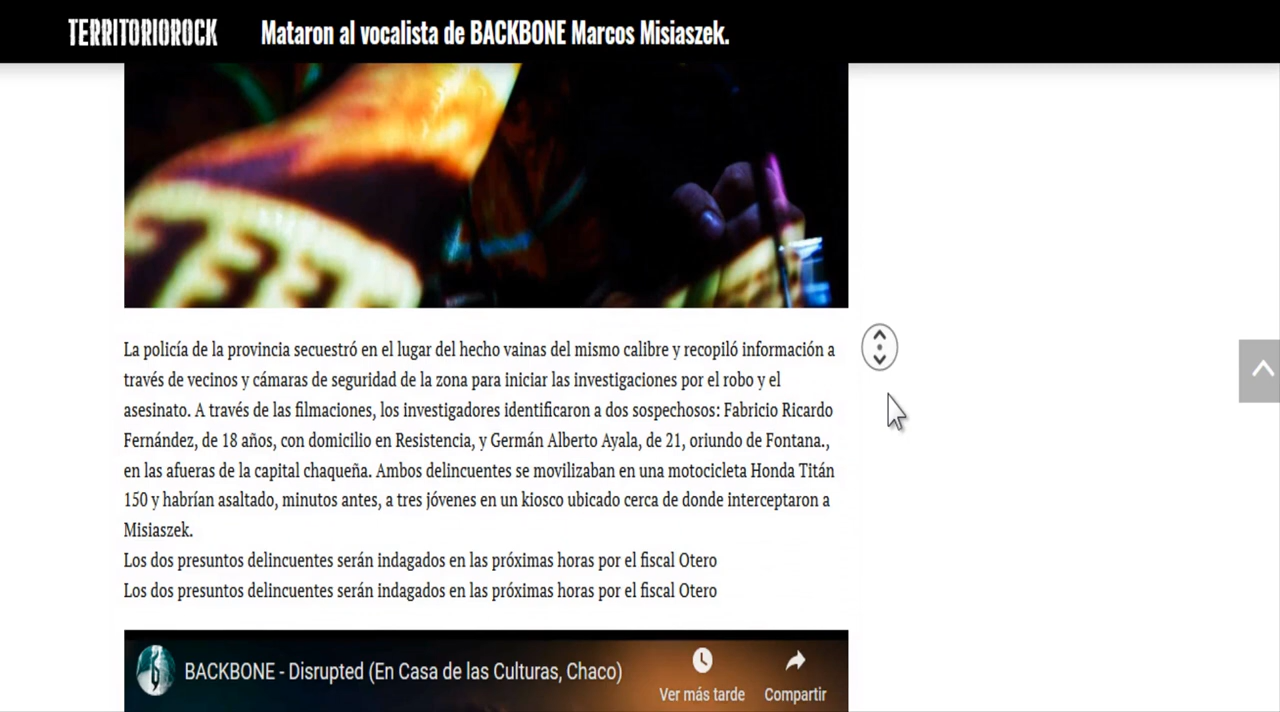 TERRITORIOROCK
Mataron al vocalista de BACKBONE Marcos Misiaszek.
La policía de la provincia secuestró en el lugar del hecho vainas del mismo calibre y recopiló información a
través de vecinos y cámaras de seguridad de la zona para iniciar las investigaciones por el robo y el
asesinato. A través de las filmaciones, los investigadores identificaron a dos sospechosos: Fabricio Ricardo
Fernández, de 18 años, con domicilio en Resistencia, y Germán Alberto Ayala, de 21, oriundo de Fontana.,
en las afueras de la capital chaqueña. Ambos delincuentes se movilizaban en una motocicleta Honda Titán
150 y habrían asaltado, minutos antes, a tres jóvenes en un kiosco ubicado cerca de donde interceptaron a
Misiaszek.
Los dos presuntos delincuentes serán indagados en las próximas horas por el fiscal Otero
Los dos presuntos delincuentes serán indagados en las próximas horas por el fiscal Otero
BACKBONE - Disrupted (En Casa de las Culturas, Chaco)
Ver más tarde
Compartir